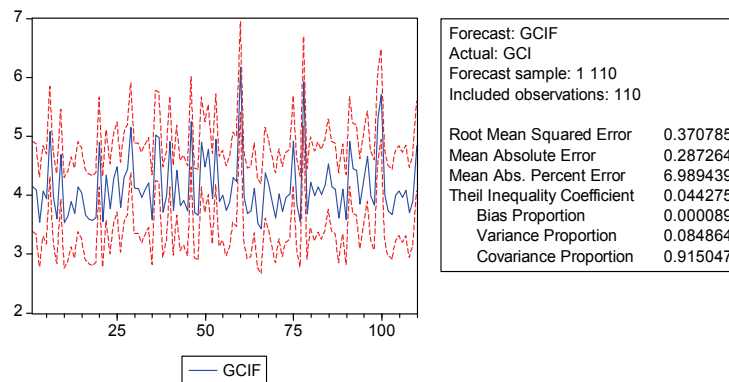 7
6
5
4
3
2
25 50 75 100
GCIF
Forecast: GCIF
Actual: GCI
Forecast sample: 1 110
Included observations: 110
Root Mean Squared Error 0.370785
Mean Absolute Error 0.287264
Mean Abs. Percent Error 6.989439
Theil Inequality Coefficient 0.044275
Bias Proportion 0.000089
Variance Proportion 0.084864
Covariance Proportion 0.915047